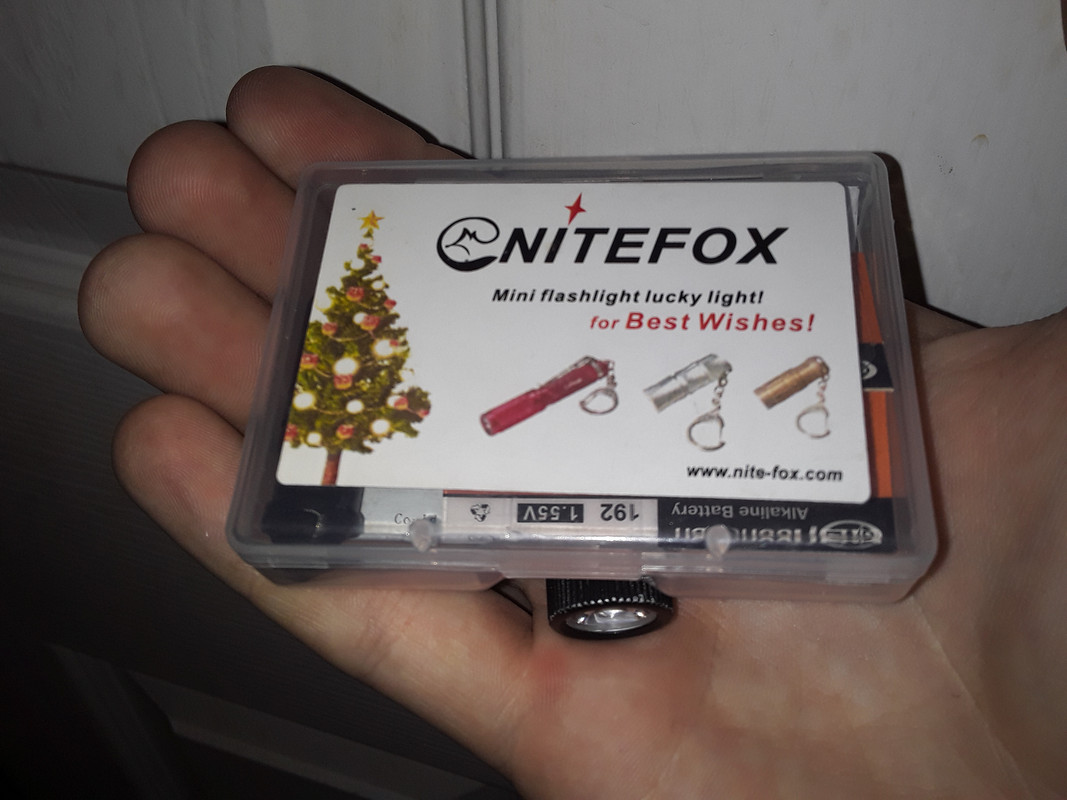 NITEFOX
Mini flashlight lucky light!
for Best Wishes!
www.nite-fox.com
192 1.55V
Alkaline Battery